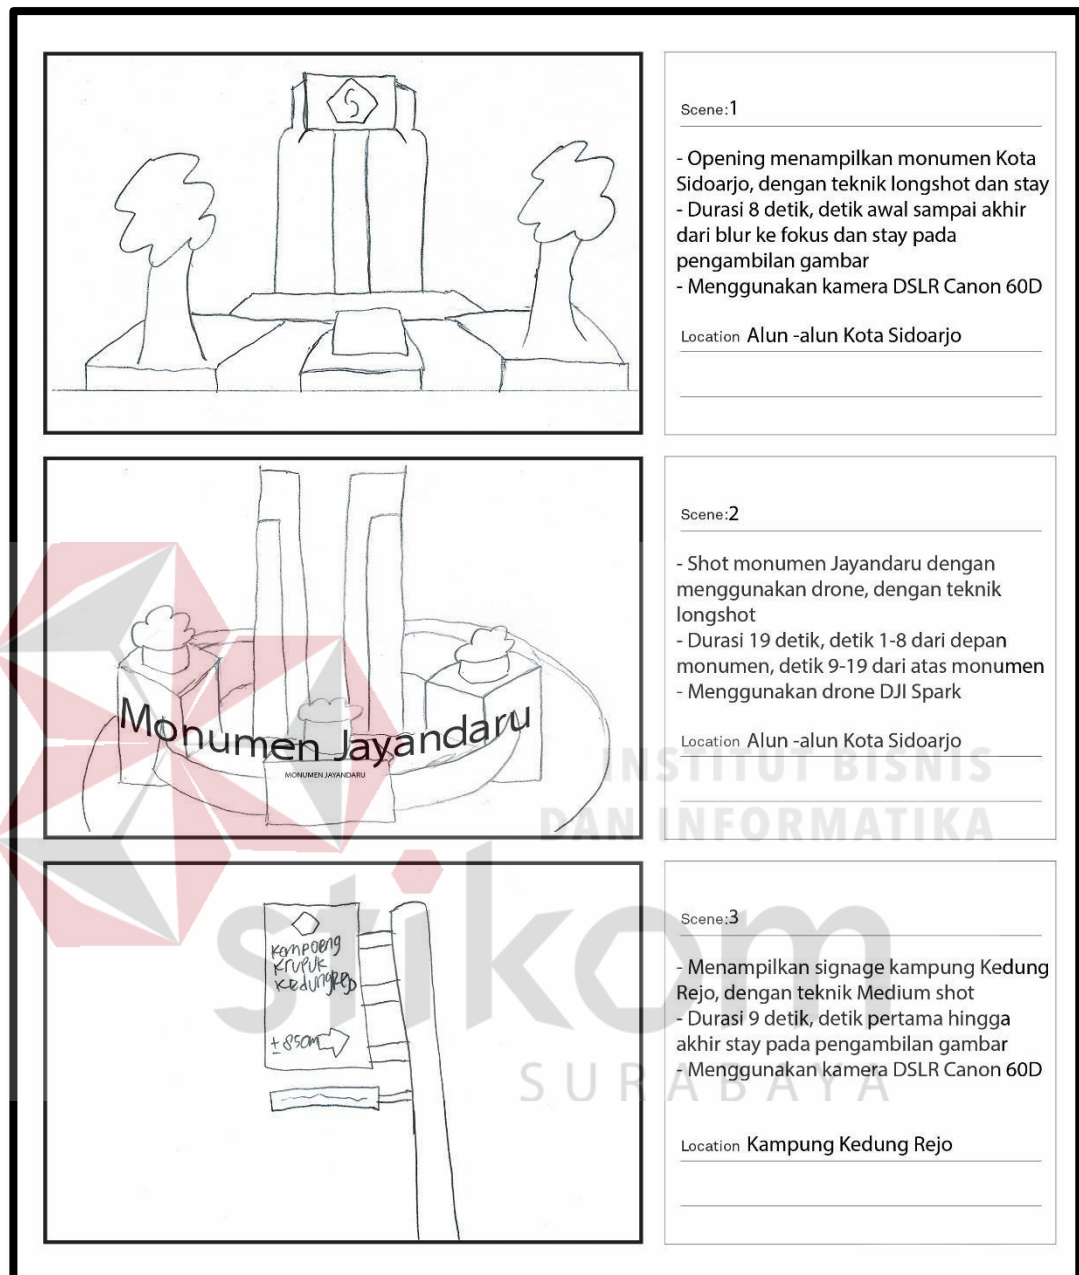 S
Scene:1
- Opening menampilkan monumen Kota
Sidoarjo, dengan teknik longshot dan stay
- Durasi 8 detik, detik awal sampai akhir
dari blur ke fokus dan stay pada
pengambilan gambar
- Menggunakan kamera DSLR Canon 60D
Location Alun -alun Kota Sidoarjo
Monumen Jayandaru
MONUMEN JAYANDARU
Scene:2
- Shot monumen Jayandaru dengan
menggunakan drone, dengan teknik
longshot
- Durasi 19 detik, detik 1-8 dari depan
monumen, detik 9-19 dari atas monumen
- Menggunakan drone DJI Spark
Location Alun -alun Kota Sidoarjo
INSTITUT BISNIS
DAN INFORMATIKA
stikom
SURABAYA
Kampoeng
Krupuk
Kedungrejo
± 850m
Scene:3
- Menampilkan signage kampung Kedung
Rejo, dengan teknik Medium shot
- Durasi 9 detik, detik pertama hingga
akhir stay pada pengambilan gambar
- Menggunakan kamera DSLR Canon 60D
Location Kampung Kedung Rejo